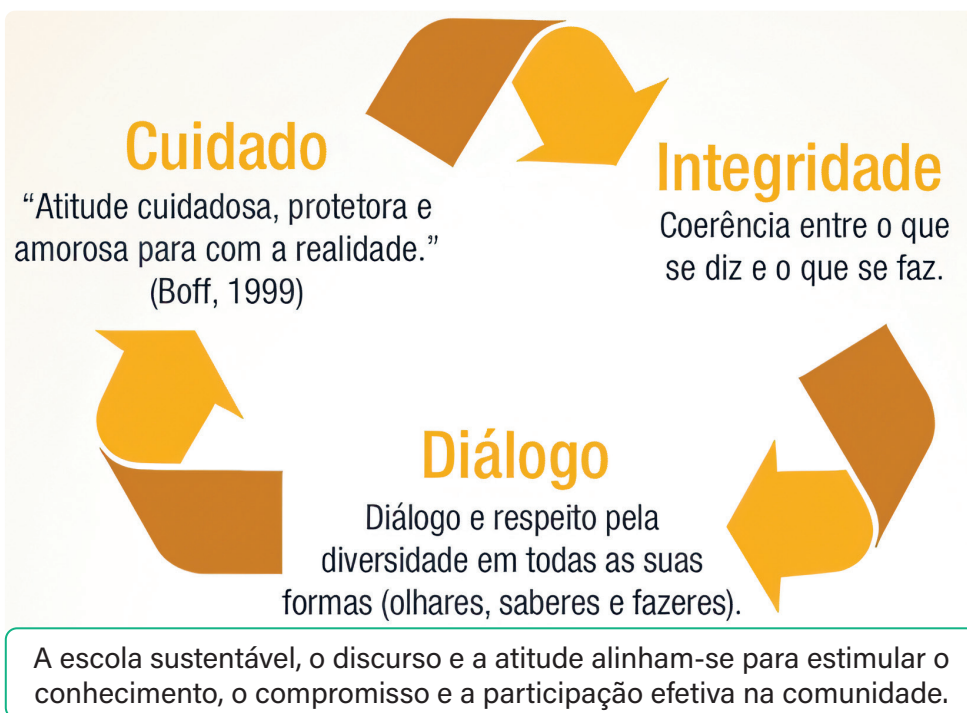 Cuidado
“Atitude cuidadosa, protetora e
amorosa para com a realidade.”
(Boff, 1999)
Integridade
Coerência entre o que
se diz e o que se faz.
Diálogo
Diálogo e respeito pela
diversidade em todas as suas
formas (olhares, saberes e fazeres).
A escola sustentável, o discurso e a atitude alinham-se para estimular o
conhecimento, o compromisso e a participação efetiva na comunidade.